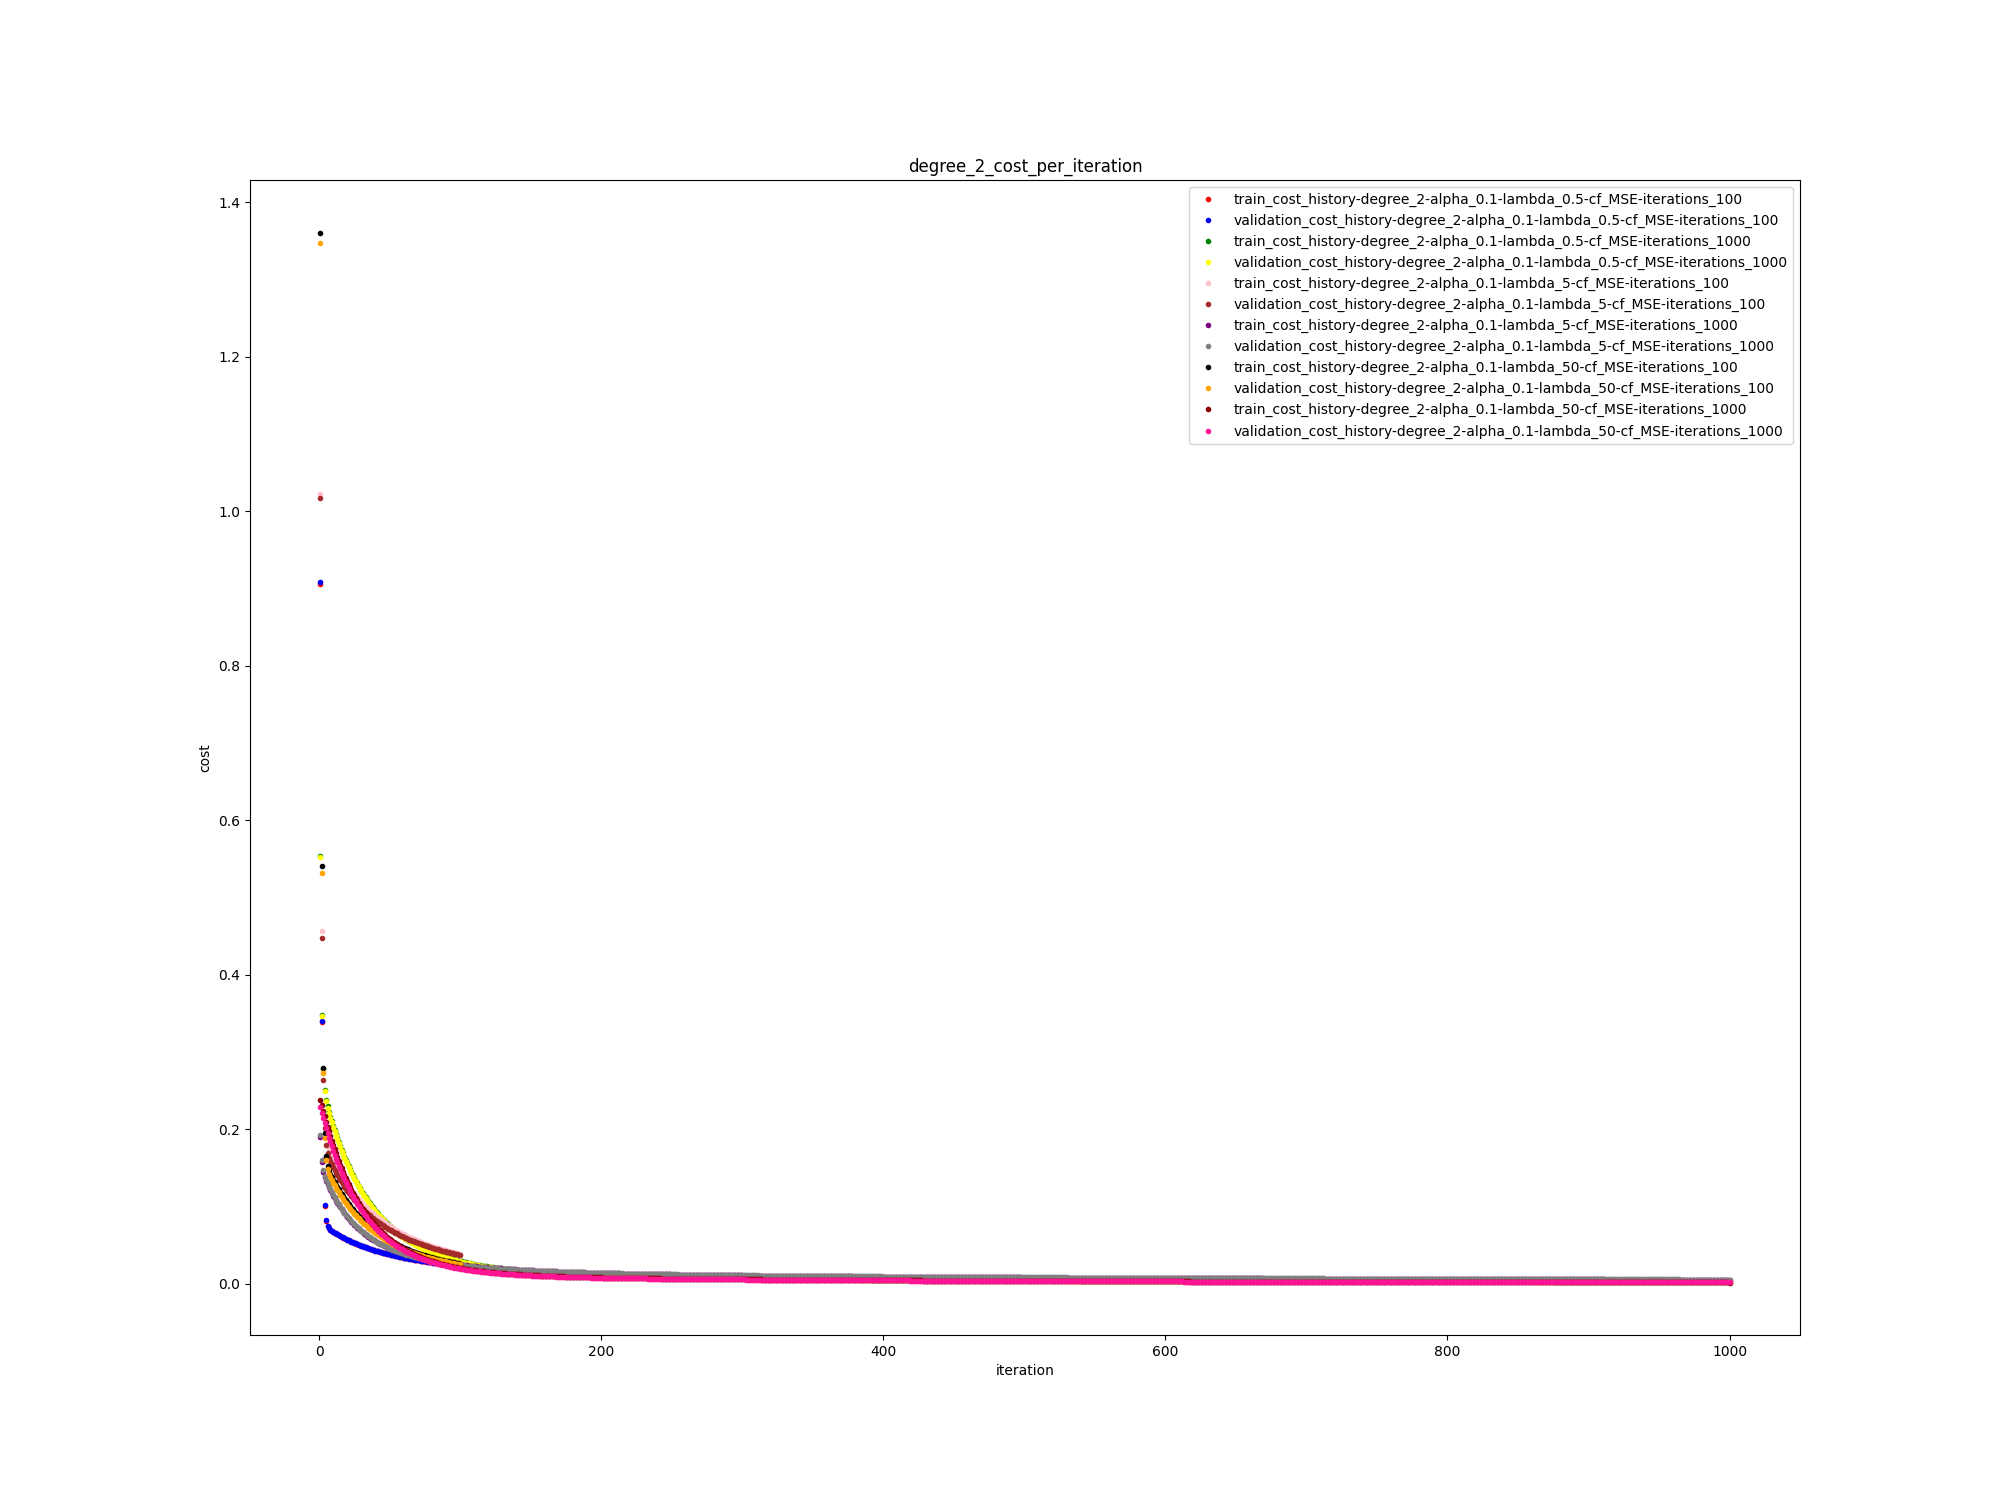 degree_2_cost_per_iteration
1.4
1.2
1.0
0.8
0.6
0.4
0.2
0.0
cost
train_cost_history-degree_2-alpha_0.1-lambda_0.5-cf_MSE-iterations_100
validation_cost_history-degree_2-alpha_0.1-lambda_0.5-cf_MSE-iterations_100
train_cost_history-degree_2-alpha_0.1-lambda_0.5-cf_MSE-iterations_1000
validation_cost_history-degree_2-alpha_0.1-lambda_0.5-cf_MSE-iterations_1000
train_cost_history-degree_2-alpha_0.1-lambda_5-cf_MSE-iterations_100
validation_cost_history-degree_2-alpha_0.1-lambda_5-cf_MSE-iterations_100
train_cost_history-degree_2-alpha_0.1-lambda_5-cf_MSE-iterations_1000
validation_cost_history-degree_2-alpha_0.1-lambda_5-cf_MSE-iterations_1000
train_cost_history-degree_2-alpha_0.1-lambda_50-cf_MSE-iterations_100
validation_cost_history-degree_2-alpha_0.1-lambda_50-cf_MSE-iterations_100
train_cost_history-degree_2-alpha_0.1-lambda_50-cf_MSE-iterations_1000
validation_cost_history-degree_2-alpha_0.1-lambda_50-cf_MSE-iterations_1000
0 200 400 600 800 1000
iteration